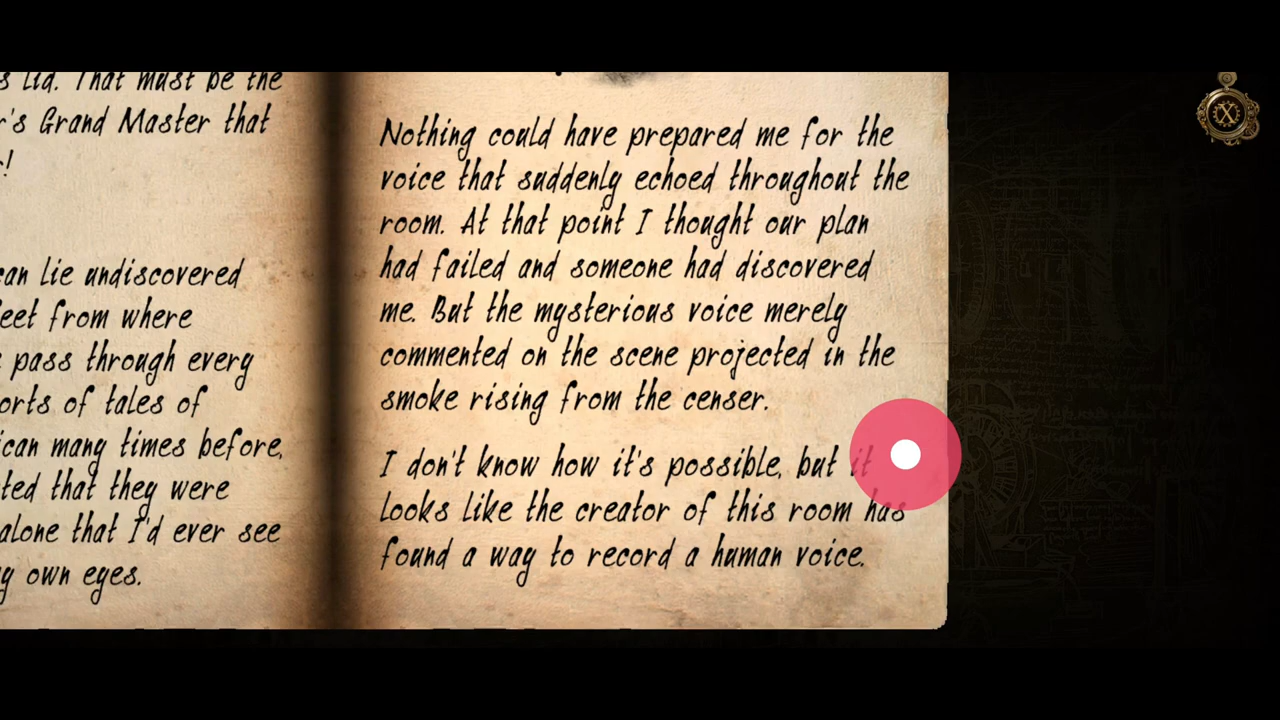 s Lid. That must be the
r's Grand Master that
r!
can lie undiscovered
eet from where
pass through every
orts of tales of
ican many times before,
ted that they were
alone that I'd ever see
y own eyes.
Nothing could have prepared me for the
voice that suddenly echoed throughout the
room. At that point I thought our plan
had failed and someone had discovered
me. But the mysterious voice merely
commented on the scene projected in the
smoke rising from the censer.
I don't know how it's possible, but it
looks like the creator of this room has
found a way to record a human voice.
X